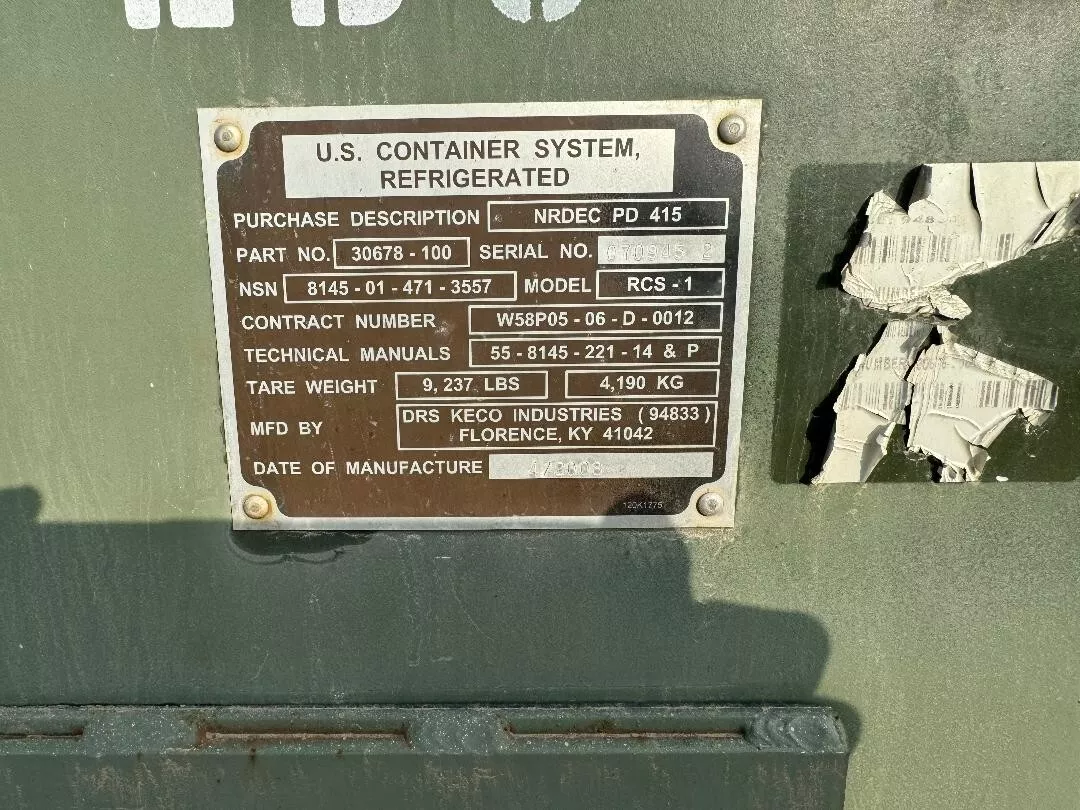 U.S. CONTAINER SYSTEM,
REFRIGERATED
PURCHASE DESCRIPTION NRDEC PD 415
PART NO. 30678 - 100 SERIAL NO.
NSN 8145 - 01 - 471 - 3557 MODEL RCS - 1
CONTRACT NUMBER W58P05 - 06 - D - 0012
TECHNICAL MANUALS 55 - 8145 - 221 - 14 & P
TARE WEIGHT 9, 237 LBS 4,190 KG
MFD BY DRS KECO INDUSTRIES ( 94833 )
FLORENCE, KY 41042
DATE OF MANUFACTURE
120K1775